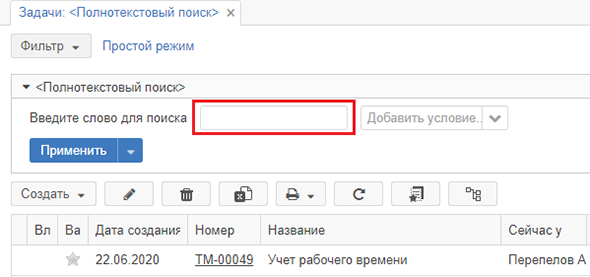 Задачи: <Полнотекстовый поиск> ×
Фильтр Простой режим
<Полнотекстовый поиск>
Введите слово для поиска Добавить условие..
Применить
Создать
Вл Ва Дата создания Номер Название Сейчас у
22.06.2020 ТМ-00049 Учет рабочего времени Перепелов А